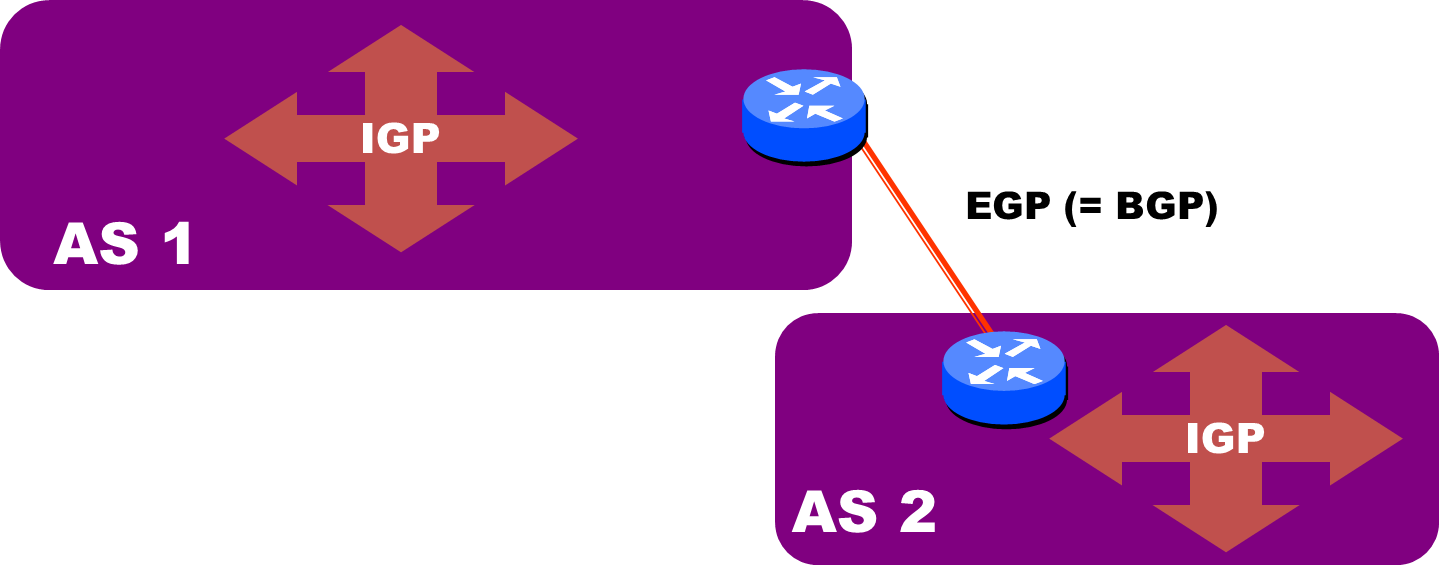 IGP
AS 1
EGP (= BGP)
IGP
AS 2